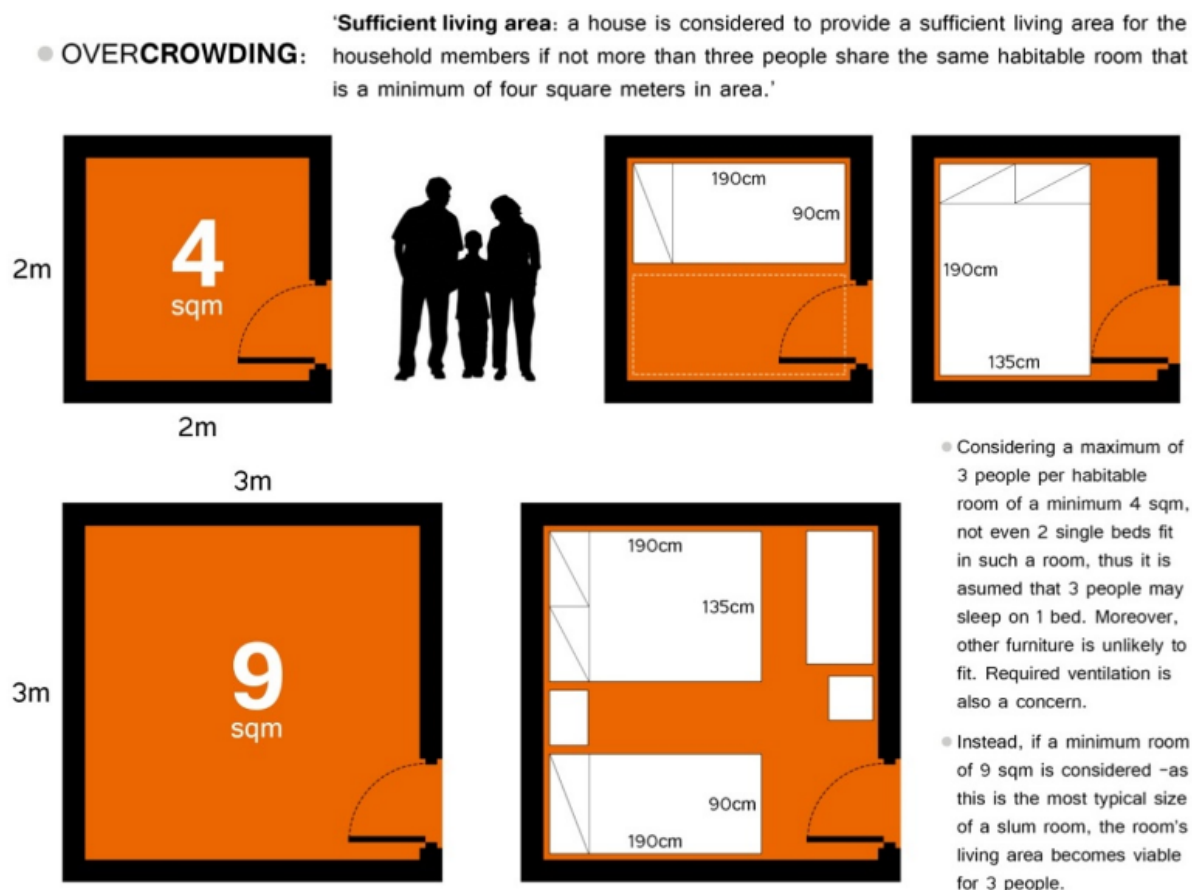 'Sufficient living area: a house is considered to provide a sufficient living area for the
OVERCROWDING: household members if not more than three people share the same habitable room that
is a minimum of four square meters in area.'
2m
4
sqm
2m
190cm
90cm
190cm
135cm
3m
3m
9
sqm
190cm
135cm
90cm
190cm
Considering a maximum of
3 people per habitable
room of a minimum 4 sqm,
not even 2 single beds fit
in such a room, thus it is
asumed that 3 people may
sleep on 1 bed. Moreover,
other furniture is unlikely to
fit. Required ventilation is
also a concern.
Instead, if a minimum room
of 9 sqm is considered -as
this is the most typical size
of a slum room, the room's
living area becomes viable
for 3 people.